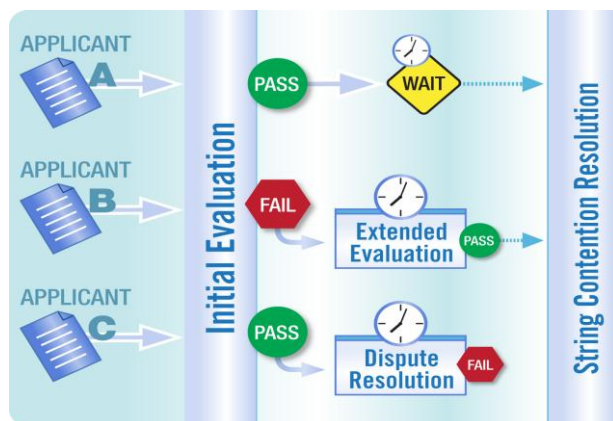 APPLICANT
A
Initial Evaluation
PASS
WAIT
String Contention Resolution
APPLICANT
B
FAIL
Extended
Evaluation
PASS
APPLICANT
C
PASS
Dispute
Resolution
FAIL